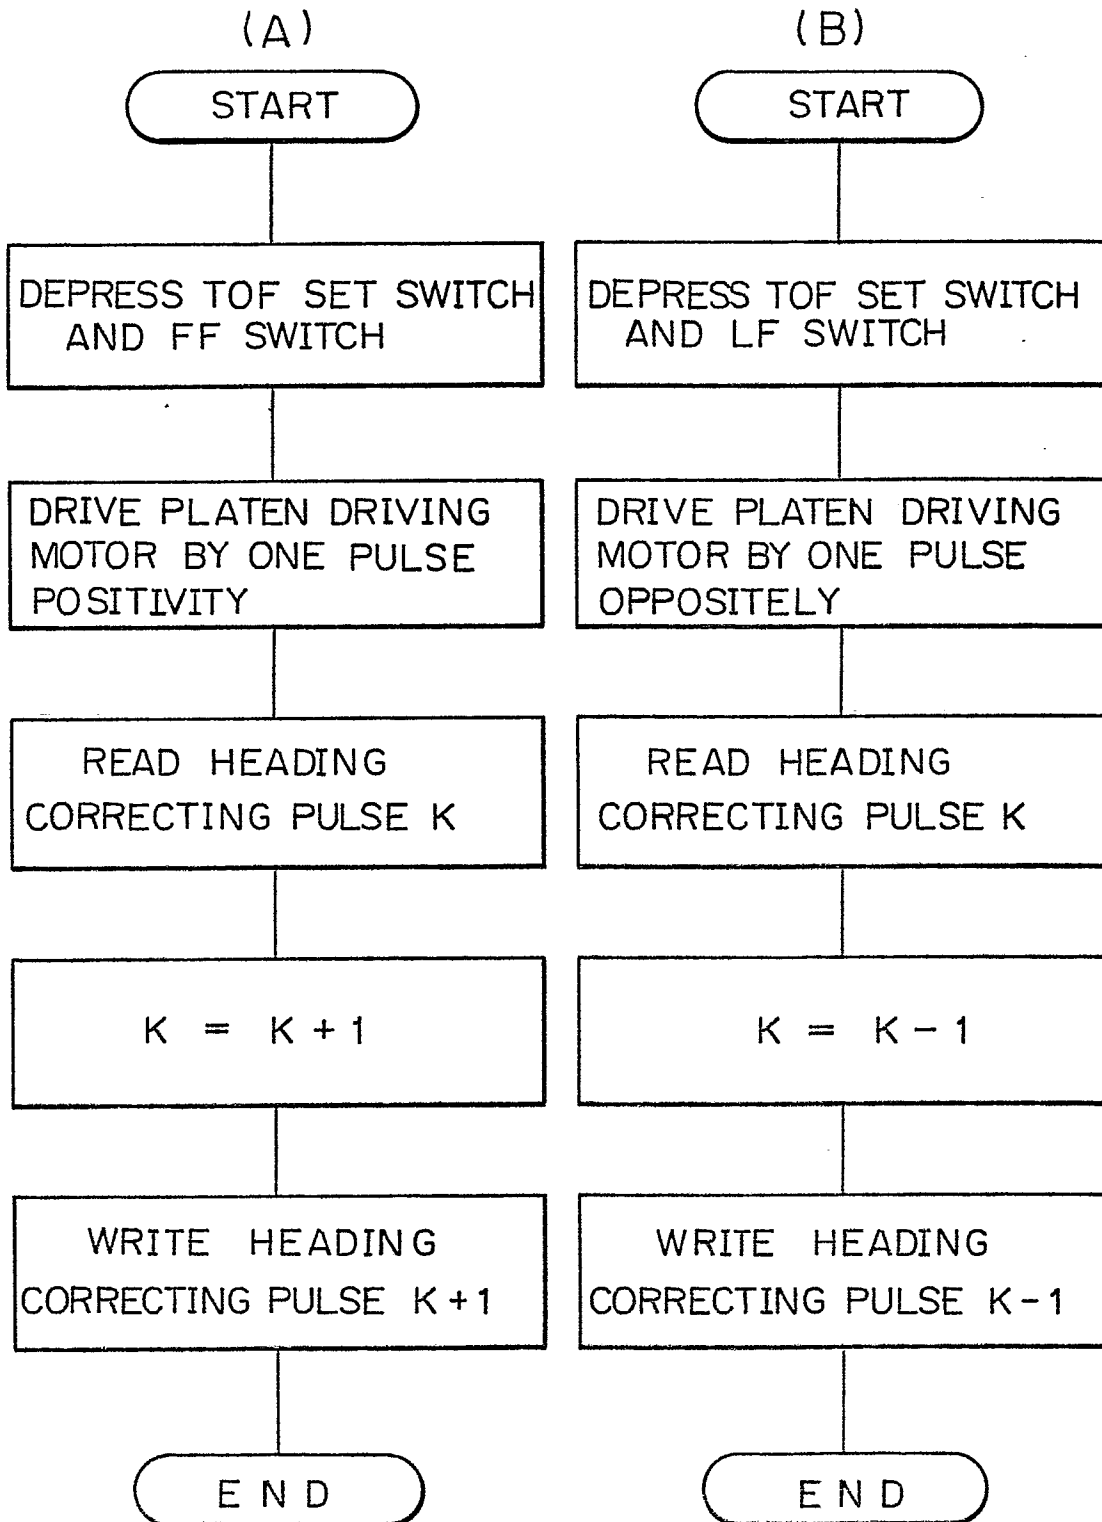 (A)
START
DEPRESS TOF SET SWITCH
AND FF SWITCH
DRIVE PLATEN DRIVING
MOTOR BY ONE PULSE
POSITIVITY
READ HEADING
CORRECTING PULSE K
K = K + 1
WRITE HEADING
CORRECTING PULSE K + 1
END
(B)
START
DEPRESS TOF SET SWITCH
AND LF SWITCH
DRIVE PLATEN DRIVING
MOTOR BY ONE PULSE
OPPOSITELY
READ HEADING
CORRECTING PULSE K
K = K - 1
WRITE HEADING
CORRECTING PULSE K - 1
END